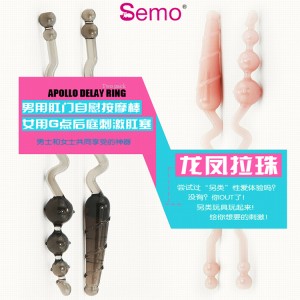 Semo®
APOLLO DELAY RING
男用肛门自慰按摩棒
女用G点后庭刺激肛塞
男士和女士共同享受的神器
龙凤拉珠
尝试过“另类”性爱体验吗?
没有? 你OUT了!
另类玩具玩起来!
给你想要的刺激!